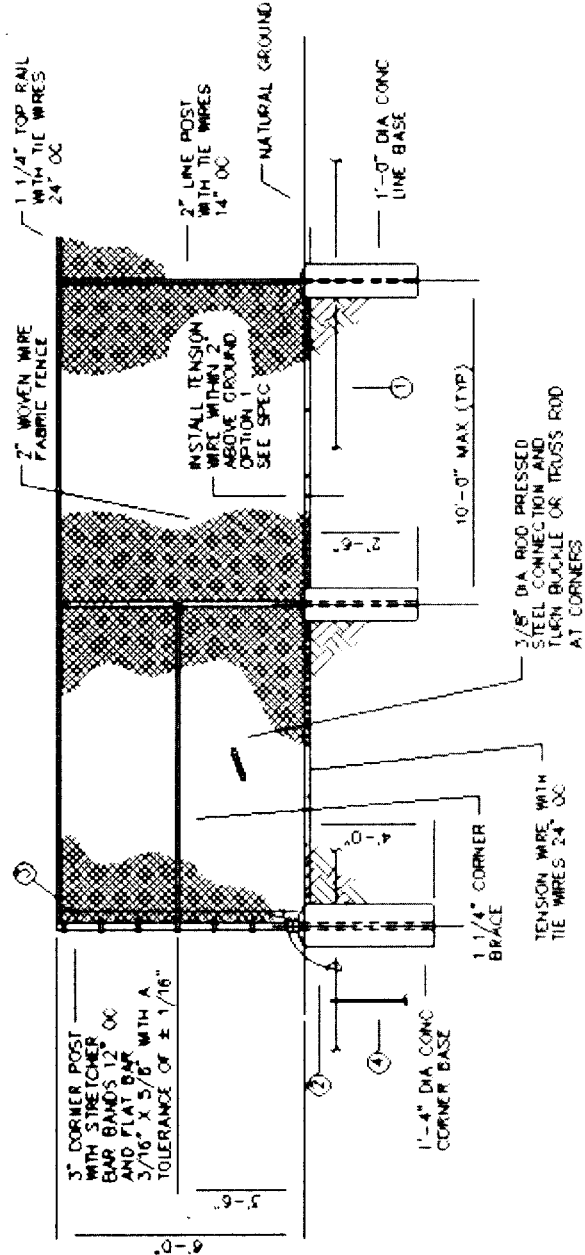 1 1/4" TOP RAIL
WITH TIE WIRES
24" OC
2" WOVEN WIRE
FABRIC FENCE
2" LINE POST
WITH TIE WIRES
14" OC
NATURAL GROUND
INSTALL TENSION
WIRE WITHIN 2"
ABOVE GROUND.
OPTION 1
SEE SPEC
3" CORNER POST
WITH STRETCHER
BAR BANDS 12" OC
AND FLAT BAR
3/16" X 5/8" WITH A
TOLERANCE OF ± 1/16"
3
6'-0"
3'-6"
2'-6"
4'-0"
10'-0" MAX (TYP)
1
2
4
1'-0" DIA CONC
LINE BASE
1'-4" DIA CONC
CORNER BASE
1 1/4" CORNER
BRACE
TENSION WIRE WITH
TIE WIRES 24" OC
3/8" DIA ROD PRESSED
STEEL CONNECTION AND
TURN BUCKLE OR TRUSS ROD
AT CORNERS